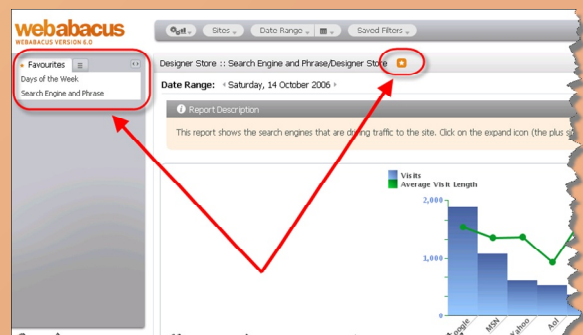 webabacus
WEBABACUS VERSION 6.0
Sites
Date Range
Saved Filters
Favourites
Days of the Week
Search Engine and Phrase
Designer Store :: Search Engine and Phrase/Designer Store
Date Range: Saturday, 14 October 2006
Report Description
This report shows the search engines that are driving traffic to the site. Click on the expand icon (the plus
Visits
Average Visit Length
2,000
1,000
0
Google
MSN
Yahoo
Aol